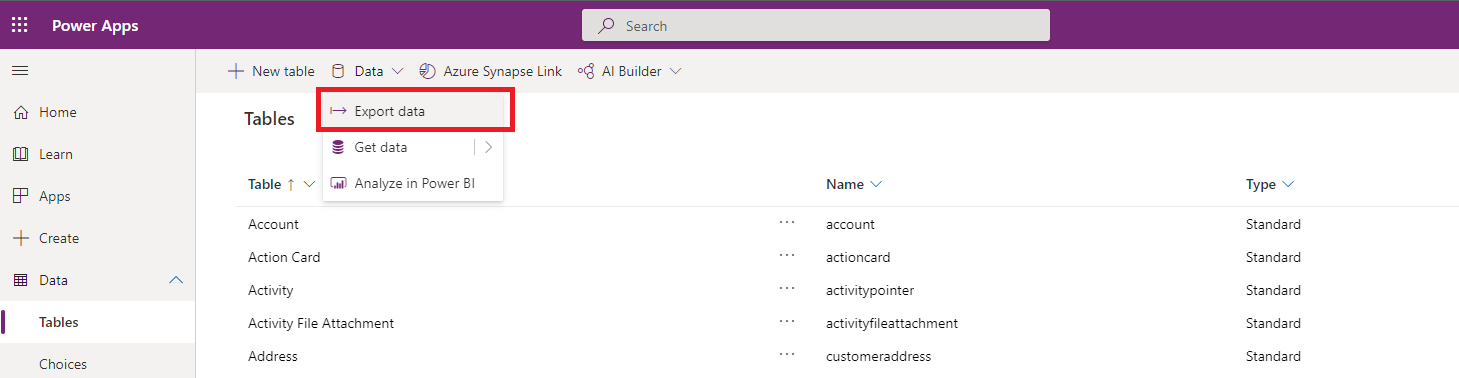 Power Apps
Search
New table
Data
Azure Synapse Link
AI Builder
Home
Learn
Apps
Create
Data
Tables
Choices
Tables
Export data
Get data
Analyze in Power BI
Table Name Type
Account ... account Standard
Action Card ... actioncard Standard
Activity ... activitypointer Standard
Activity File Attachment ... activityfileattachment Standard
Address ... customeraddress Standard